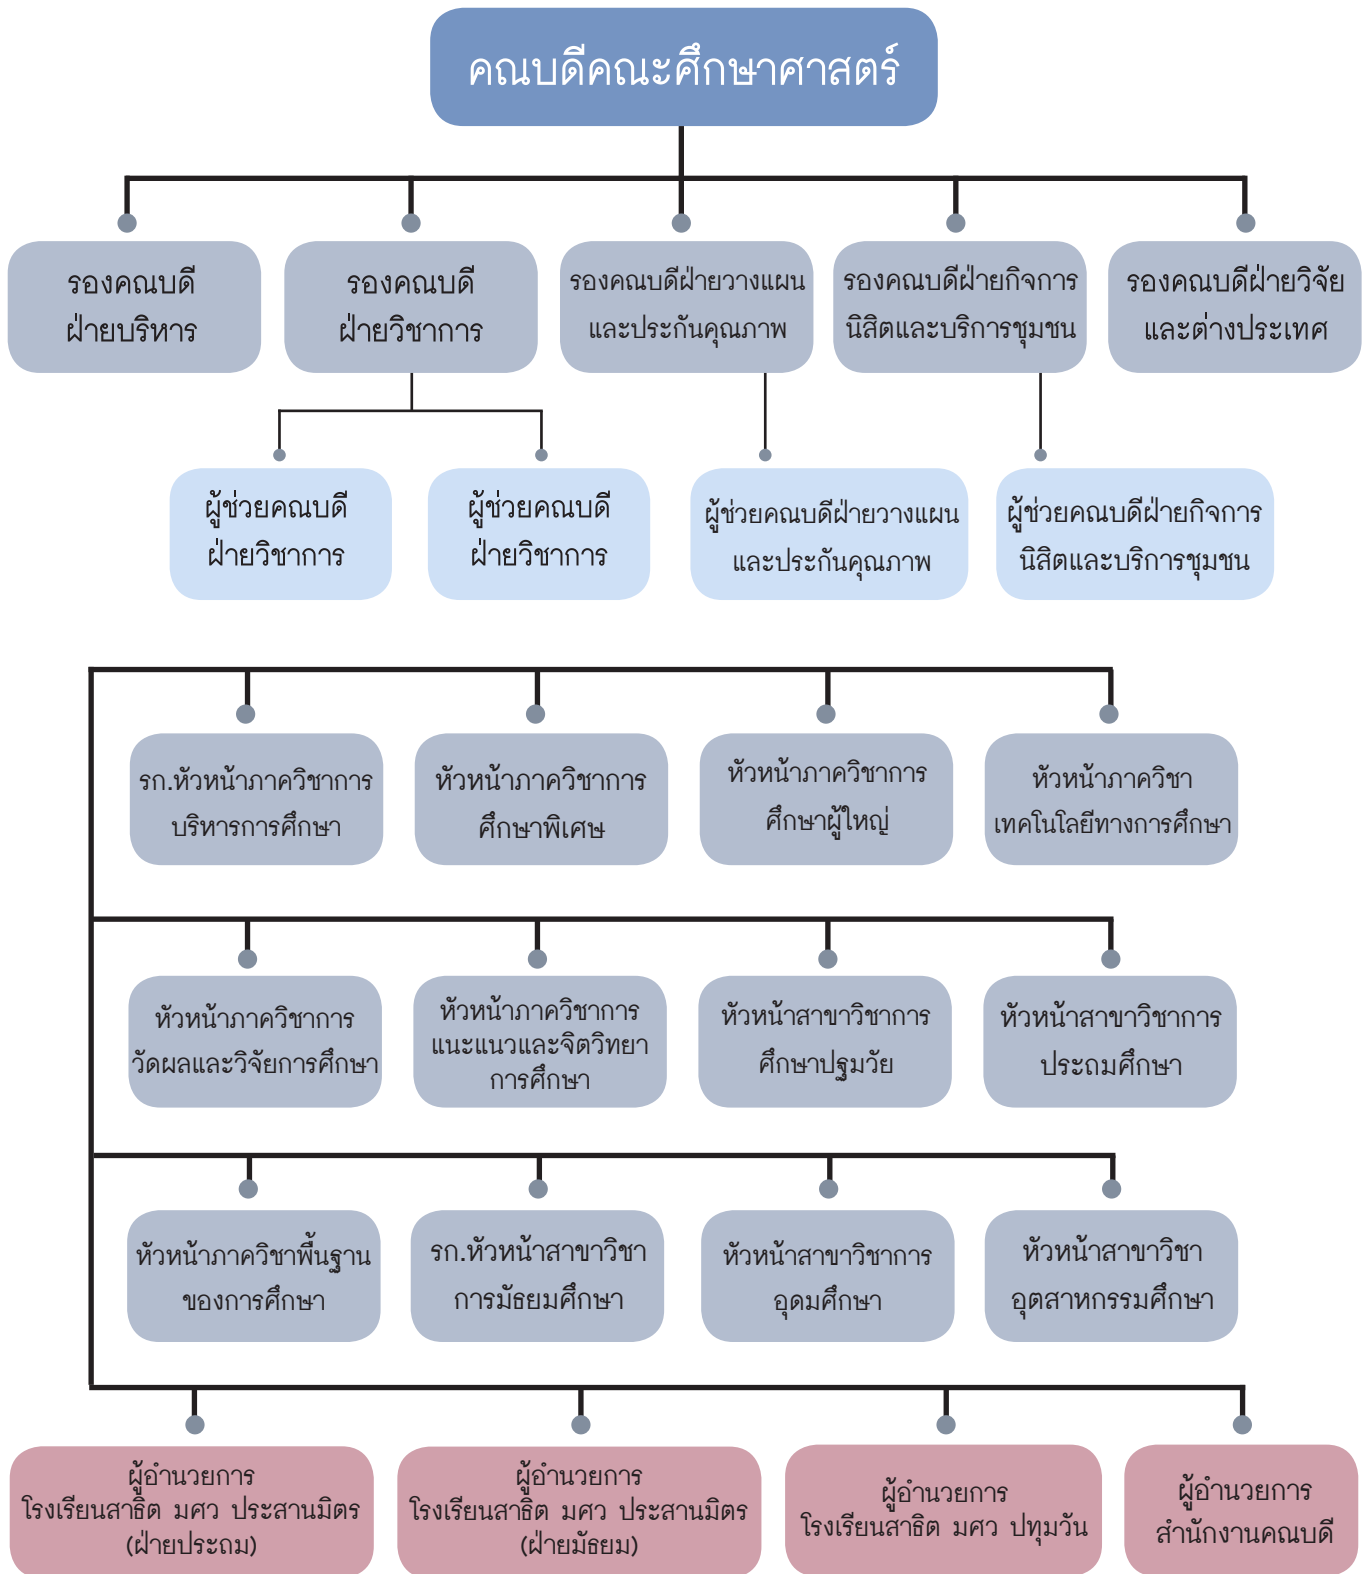 คณบดีคณะศึกษาศาสตร์
รองคณบดี
ฝ่ายบริหาร
รองคณบดี
ฝ่ายวิชาการ
รองคณบดีฝ่ายวางแผน
และประกันคุณภาพ
รองคณบดีฝ่ายกิจการ
นิสิตและบริการชุมชน
รองคณบดีฝ่ายวิจัย
และต่างประเทศ
ผู้ช่วยคณบดี
ฝ่ายวิชาการ
ผู้ช่วยคณบดี
ฝ่ายวิชาการ
ผู้ช่วยคณบดีฝ่ายวางแผน
และประกันคุณภาพ
ผู้ช่วยคณบดีฝ่ายกิจการ
นิสิตและบริการชุมชน
รก.หัวหน้าภาควิชาการ
บริหารการศึกษา
หัวหน้าภาควิชาการ
ศึกษาพิเศษ
หัวหน้าภาควิชาการ
ศึกษาผู้ใหญ่
หัวหน้าภาควิชา
เทคโนโลยีทางการศึกษา
หัวหน้าภาควิชาการ
วัดผลและวิจัยการศึกษา
หัวหน้าภาควิชาการ
แนะแนวและจิตวิทยา
การศึกษา
หัวหน้าสาขาวิชาการ
ศึกษาปฐมวัย
หัวหน้าสาขาวิชาการ
ประถมศึกษา
หัวหน้าภาควิชาพื้นฐาน
ของการศึกษา
รก.หัวหน้าสาขาวิชา
การมัธยมศึกษา
หัวหน้าสาขาวิชาการ
อุดมศึกษา
หัวหน้าสาขาวิชา
อุตสาหกรรมศึกษา
ผู้อำนวยการ
โรงเรียนสาธิต มศว ประสานมิตร
(ฝ่ายประถม)
ผู้อำนวยการ
โรงเรียนสาธิต มศว ประสานมิตร
(ฝ่ายมัธยม)
ผู้อำนวยการ
โรงเรียนสาธิต มศว ปทุมวัน
ผู้อำนวยการ
สำนักงานคณบดี